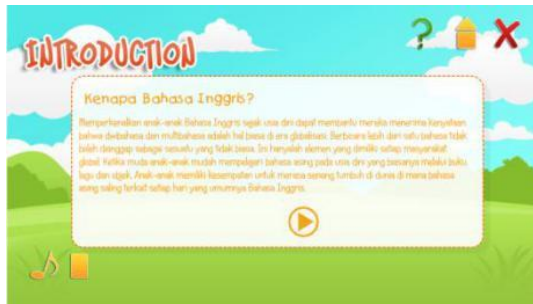 INTRODUCTION
Kenapa Bahasa Inggris?
Memperkenalkan anak-anak Bahasa Inggris sejak usia dini dapat membantu mereka menerima kenyataan
bahwa dwibahasa dan multibahasa adalah hal biasa di era globalisasi. Berbicara lebih dari satu bahasa tidak
boleh dianggap sebagai sesuatu yang tidak biasa. Ini hanyalah elemen yang dimiliki setiap masyarakat
global. Ketika muda anak-anak mudah mempelajari bahasa asing pada usia dini yang biasanya melalui buku
lagu dan sajak. Anak-anak memiliki kesempatan untuk merasa senang tumbuh di dunia di mana bahasa
asing saling terkait setiap hari yang umumnya Bahasa Inggris.